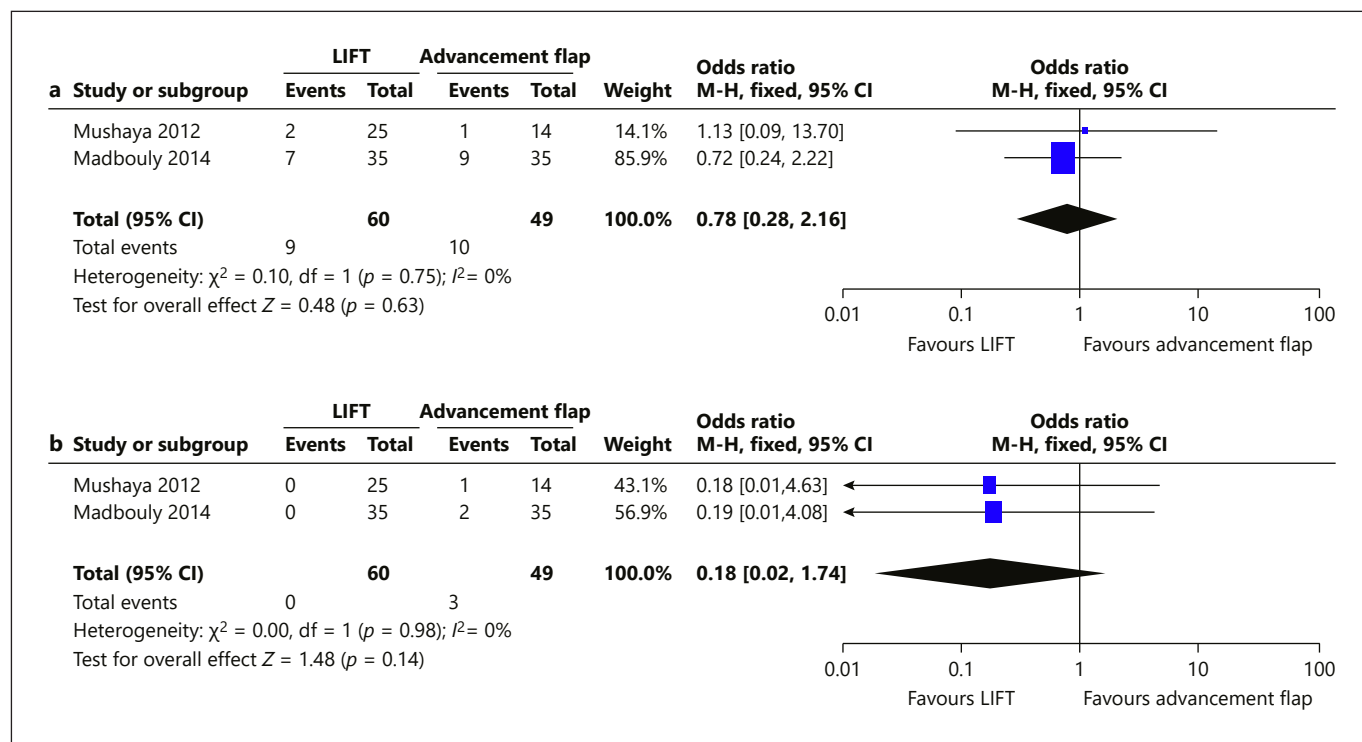 LIFT Advancement flap Odds ratio Odds ratio
a Study or subgroup Events Total Events Total Weight M-H, fixed, 95% CI M-H, fixed, 95% CI
Mushaya 2012 2 25 1 14 14.1% 1.13 [0.09, 13.70]
Madbouly 2014 7 35 9 35 85.9% 0.72 [0.24, 2.22]
Total (95% CI) 60 49 100.0% 0.78 [0.28, 2.16]
Total events 9 10
Heterogeneity: χ² = 0.10, df = 1 (p = 0.75); I²= 0%
Test for overall effect Z = 0.48 (p = 0.63)
0.01 0.1 1 10 100
Favours LIFT Favours advancement flap
LIFT Advancement flap Odds ratio Odds ratio
b Study or subgroup Events Total Events Total Weight M-H, fixed, 95% CI M-H, fixed, 95% CI
Mushaya 2012 0 25 1 14 43.1% 0.18 [0.01,4.63]
Madbouly 2014 0 35 2 35 56.9% 0.19 [0.01,4.08]
Total (95% CI) 60 49 100.0% 0.18 [0.02, 1.74]
Total events 0 3
Heterogeneity: χ² = 0.00, df = 1 (p = 0.98); I²= 0%
Test for overall effect Z = 1.48 (p = 0.14)
0.01 0.1 1 10 100
Favours LIFT Favours advancement flap